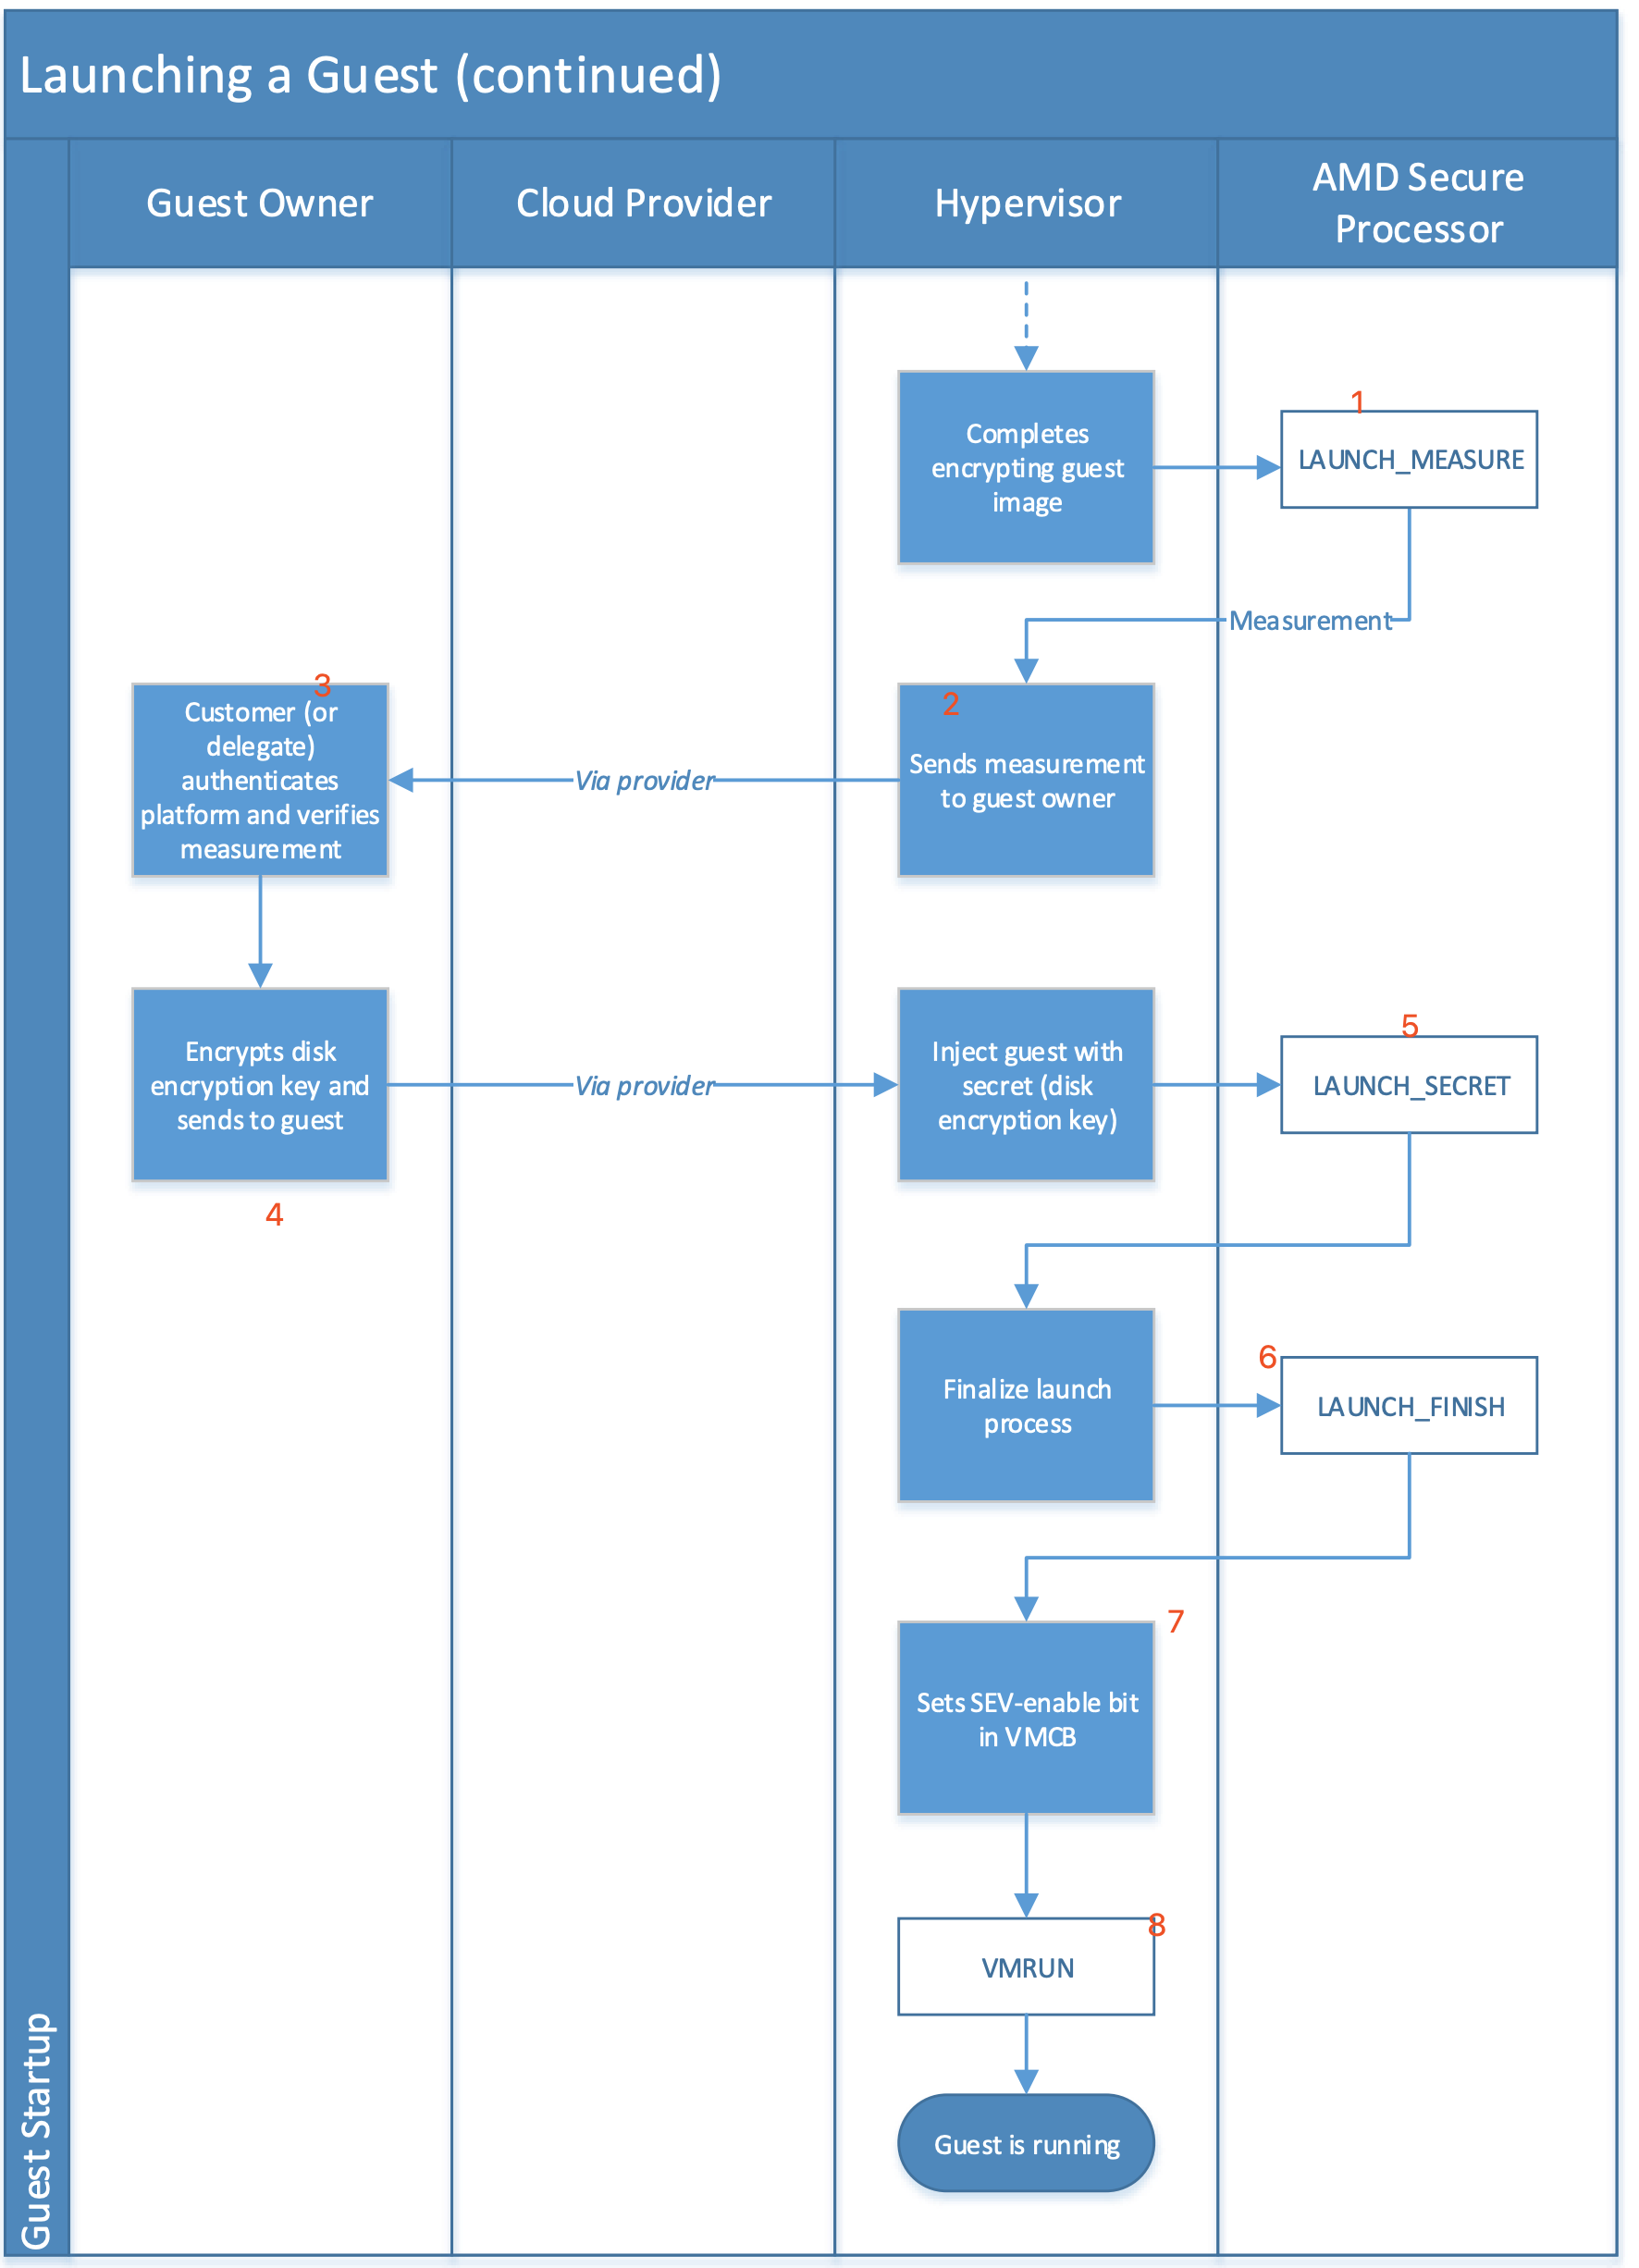 Launching a Guest (continued)
Guest Owner
Cloud Provider
Hypervisor
AMD Secure
Processor
Guest Startup
Completes
encrypting guest
image
1
LAUNCH_MEASURE
Measurement
2
Sends measurement
to guest owner
Via provider
3
Customer (or
delegate)
authenticates
platform and verifies
measurement
Encrypts disk
encryption key and
sends to guest
4
Via provider
Inject guest with
secret (disk
encryption key)
5
LAUNCH_SECRET
Finalize launch
process
6
LAUNCH_FINISH
7
Sets SEV-enable bit
in VMCB
8
VMRUN
Guest is running